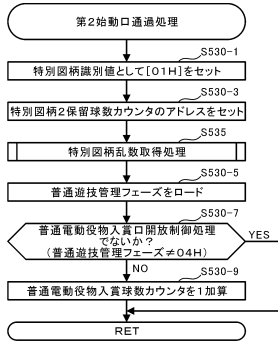 第2始動口通過処理
S530-1
特別図柄識別値として[01H]をセット
S530-3
特別図柄2保留球数カウンタのアドレスをセット
S535
特別図柄乱数取得処理
S530-5
普通遊技管理フェーズをロード
S530-7
普通電動役物入賞口開放制御処理
でないか？
(普通遊技管理フェーズ≠04H)
YES
NO
S530-9
普通電動役物入賞球数カウンタを1加算
RET